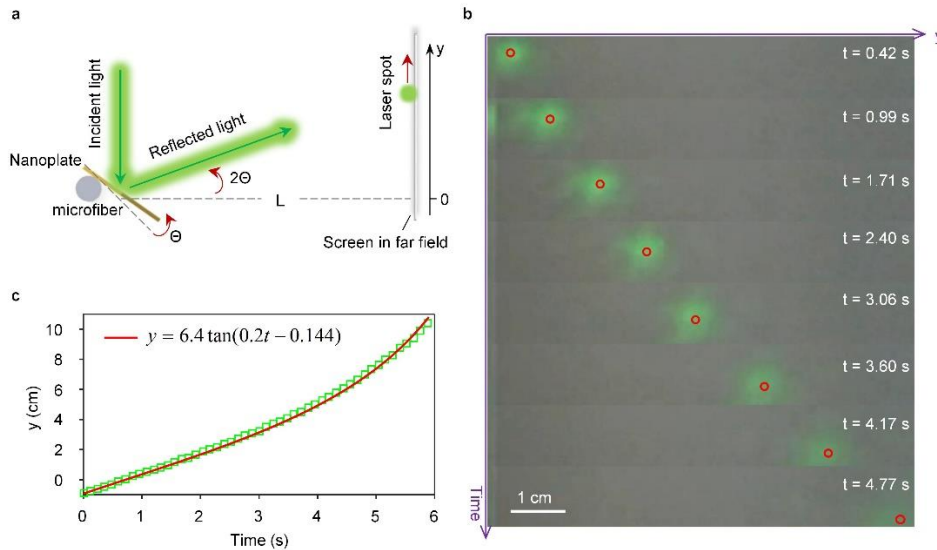 a
Incident light
Reflected light
Nanoplate
microfiber
Θ
2Θ
L
Laser spot
y
0
Screen in far field
b
y
t = 0.42 s
t = 0.99 s
t = 1.71 s
t = 2.40 s
t = 3.06 s
t = 3.60 s
t = 4.17 s
t = 4.77 s
1 cm
Time
c
y = 6.4 tan(0.2t − 0.144)
y (cm)
10
8
6
4
2
0
0 1 2 3 4 5 6
Time (s)